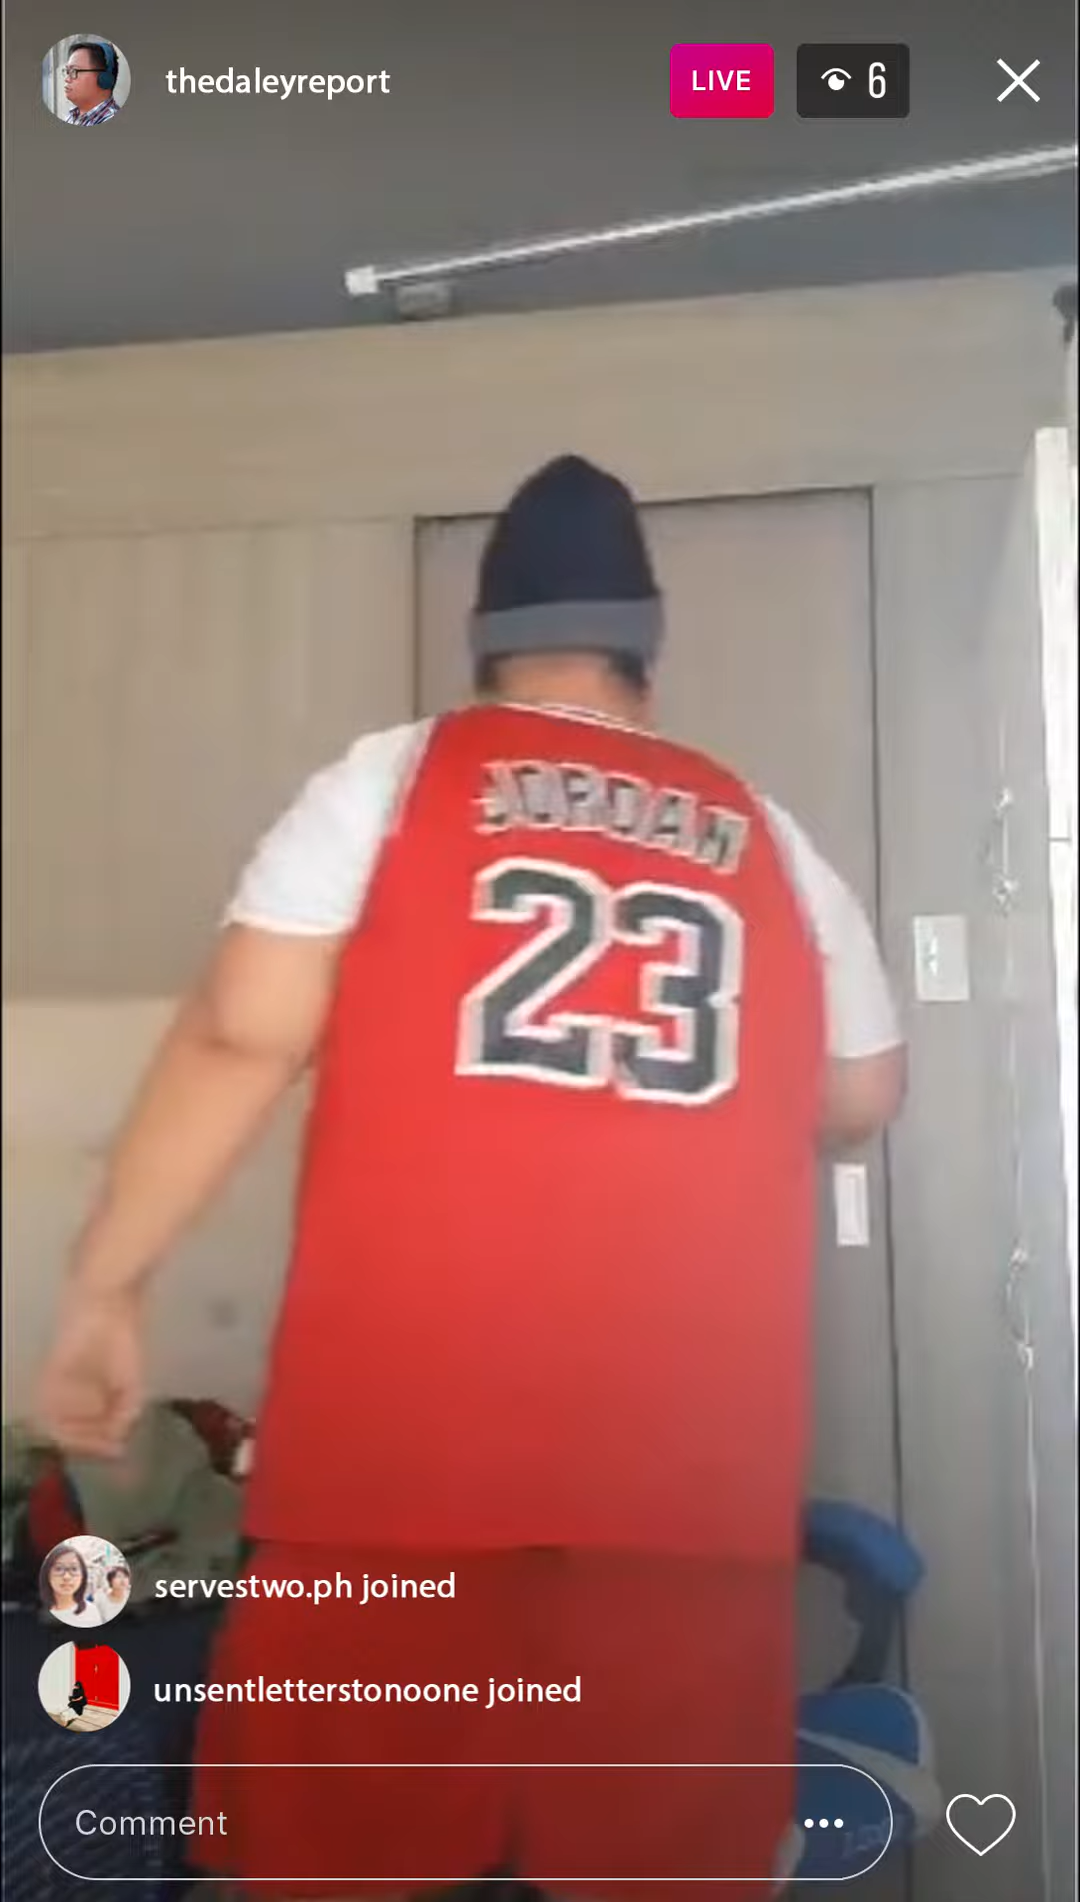 thedaleyreport
LIVE
6
JORDAN
23
servestwo.ph joined
unsentletterstonoone joined
Comment